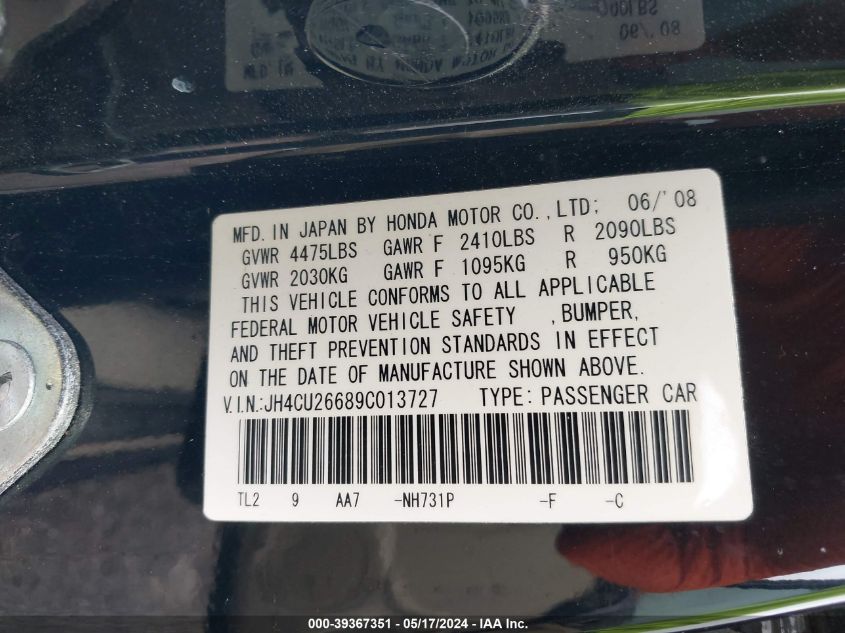 06/'08
MFD. IN JAPAN BY HONDA MOTOR CO.,LTD; 06/'08
GVWR 4475LBS GAWR F 2410LBS R 2090LBS
GVWR 2030KG GAWR F 1095KG R 950KG
THIS VEHICLE CONFORMS TO ALL APPLICABLE
FEDERAL MOTOR VEHICLE SAFETY ,BUMPER,
AND THEFT PREVENTION STANDARDS IN EFFECT
ON THE DATE OF MANUFACTURE SHOWN ABOVE.
V.I.N.:JH4CU26689C013727 TYPE: PASSENGER CAR
TL2 9 AA7 -NH731P -F -C
000-39367351 - 05/17/2024 - IAA Inc.